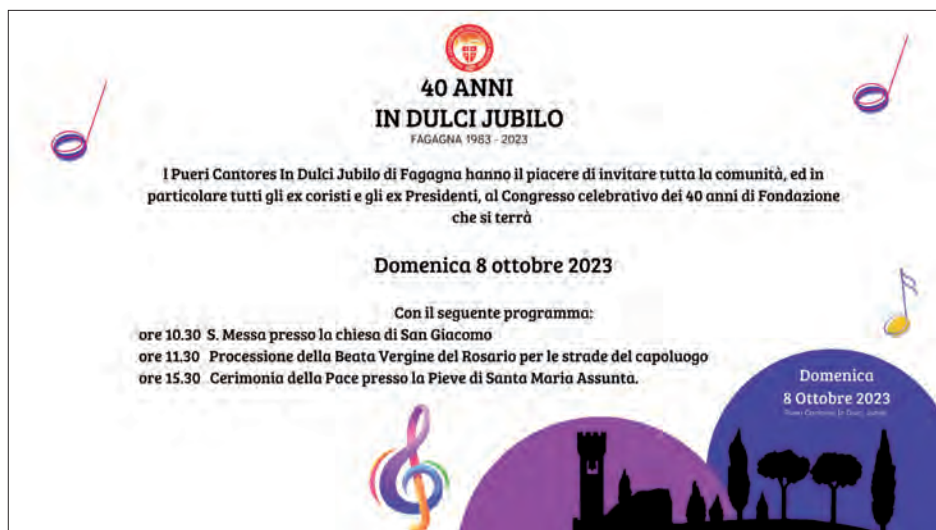 40 ANNI
IN DULCI JUBILO
FAGAGNA 1983 - 2023
I Pueri Cantores In Dulci Jubilo di Fagagna hanno il piacere di invitare tutta la comunità, ed in
particolare tutti gli ex coristi e gli ex Presidenti, al Congresso celebrativo dei 40 anni di Fondazione
che si terrà
Domenica 8 ottobre 2023
Con il seguente programma:
ore 10.30 S. Messa presso la chiesa di San Giacomo
ore 11.30 Processione della Beata Vergine del Rosario per le strade del capoluogo
ore 15.30 Cerimonia della Pace presso la Pieve di Santa Maria Assunta.
Domenica
8 Ottobre 2023
Pueri Cantores In Dulci Jubilo